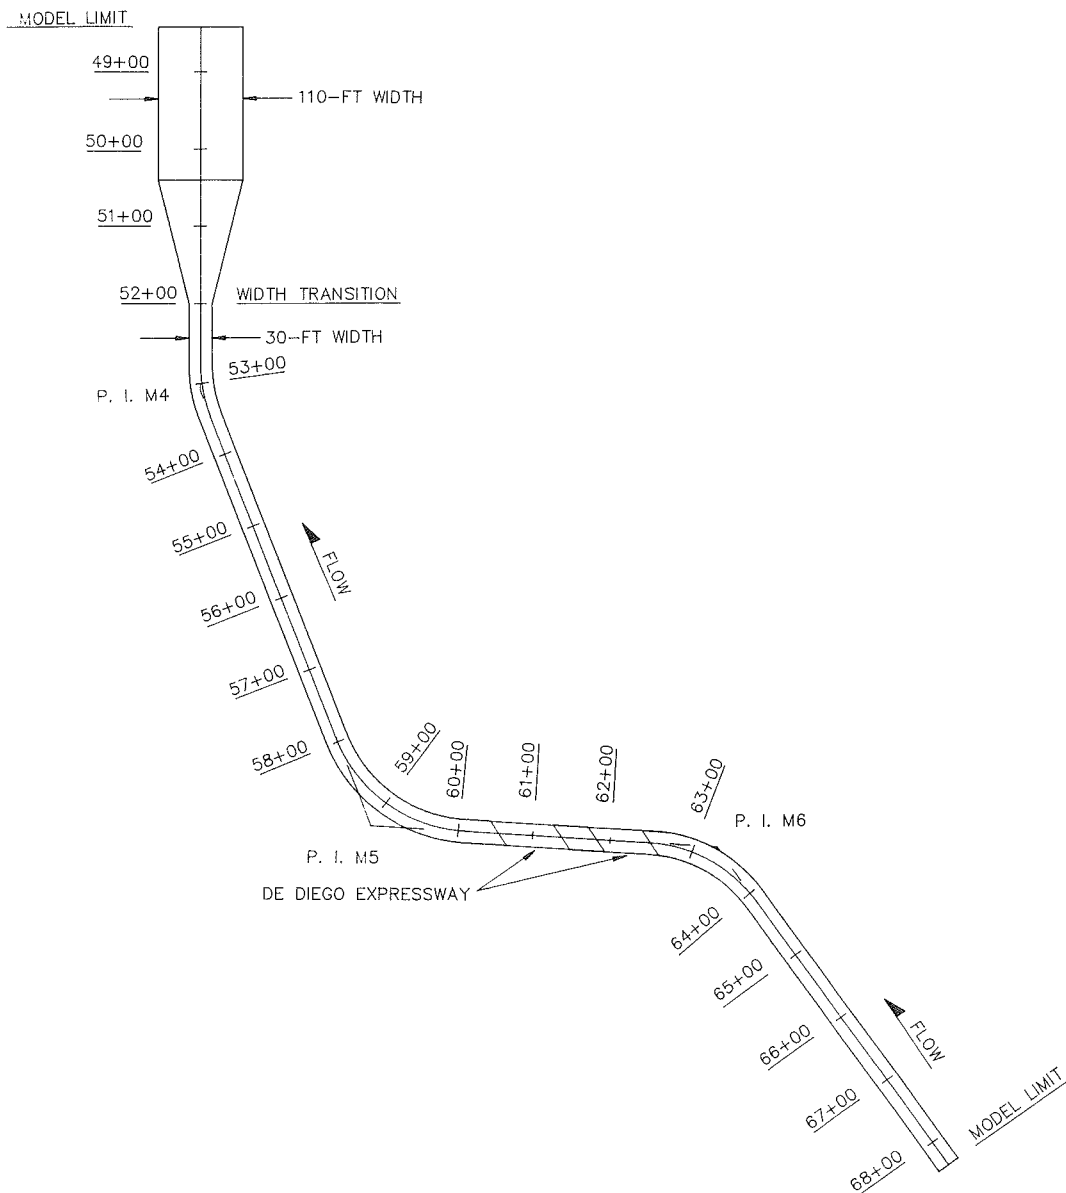 MODEL LIMIT
49+00
110-FT WIDTH
50+00
51+00
52+00
WIDTH TRANSITION
30-FT WIDTH
53+00
P. I. M4
54+00
55+00
FLOW
56+00
57+00
58+00
59+00
60+00
61+00
62+00
63+00
P. I. M6
P. I. M5
DE DIEGO EXPRESSWAY
64+00
65+00
66+00
FLOW
67+00
MODEL LIMIT
68+00